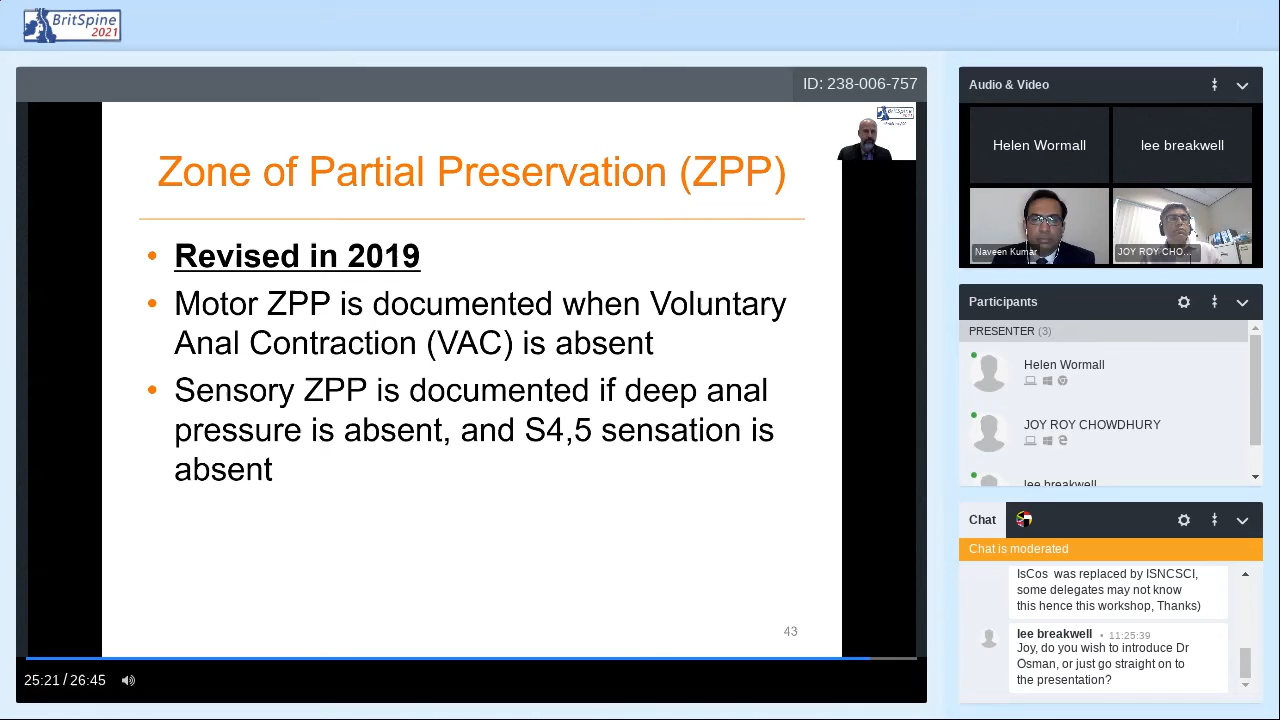 BritSpine
2021
ID: 238-006-757
Zone of Partial Preservation (ZPP)
• Revised in 2019
• Motor ZPP is documented when Voluntary
Anal Contraction (VAC) is absent
• Sensory ZPP is documented if deep anal
pressure is absent, and S4,5 sensation is
absent
43
25:21 / 26:45
Audio & Video
Helen Wormall
lee breakwell
Naveen Kumar
JOY ROY CHO...
Participants
PRESENTER (3)
Helen Wormall
JOY ROY CHOWDHURY
lee breakwell
Chat
Chat is moderated
IsCos was replaced by ISNCSCI,
some delegates may not know
this hence this workshop, Thanks)
lee breakwell • 11:25:39
Joy, do you wish to introduce Dr
Osman, or just go straight on to
the presentation?